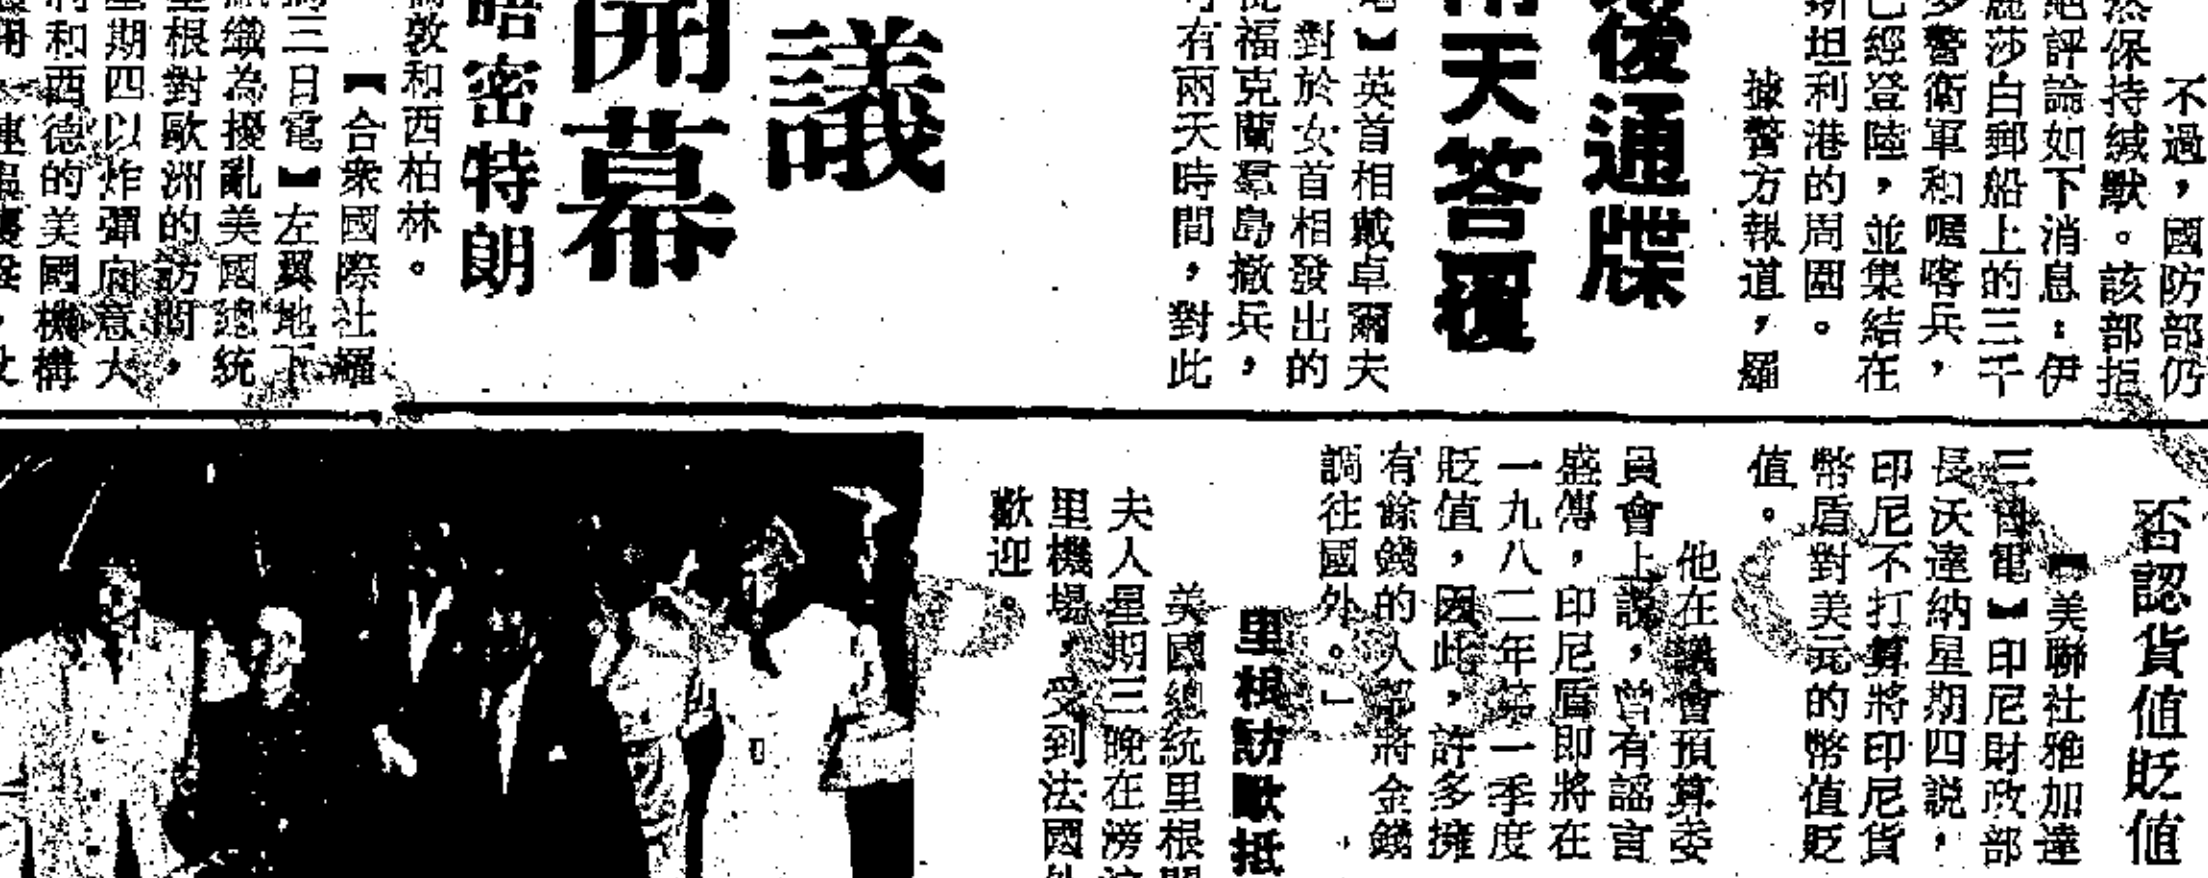 不過，國防部仍
然保持緘默。該部拒
絕評論如下消息：伊
麗莎白郵船上的三千
多警衛軍和喀兵，
已經登陸，並集結在
斯坦利港的周圍。
據警方報道，羅
後通牒
天答覆
】英首相戴卓爾夫
對於女首相發出的
從福克蘭羣島撤兵，
有兩天時間，對此
議
開幕
晤密特朗
敦和西柏林。
【合衆國際社羅
三日電】左翼地下
組織為擾亂美國總統
里根對歐洲的訪問，
星期四以炸彈向意大
利和西德的美國機構
否認貨值貶值
【美聯社雅加達
三日電】印尼財政部
長沃達納星期四説，
印尼不打算將印尼貨
幣盾對美元的幣值貶
值。
他在議會預算委
員會上説，曾有謠言
盛傳，印尼盾即將在
一九八二年第一季度
貶值，因此，許多擁
有餘錢的人都將金錢
調往國外。」
里根訪歐抵
美國總統里根
夫人星期三晚在滂
里機場，受到法國外
歡迎。